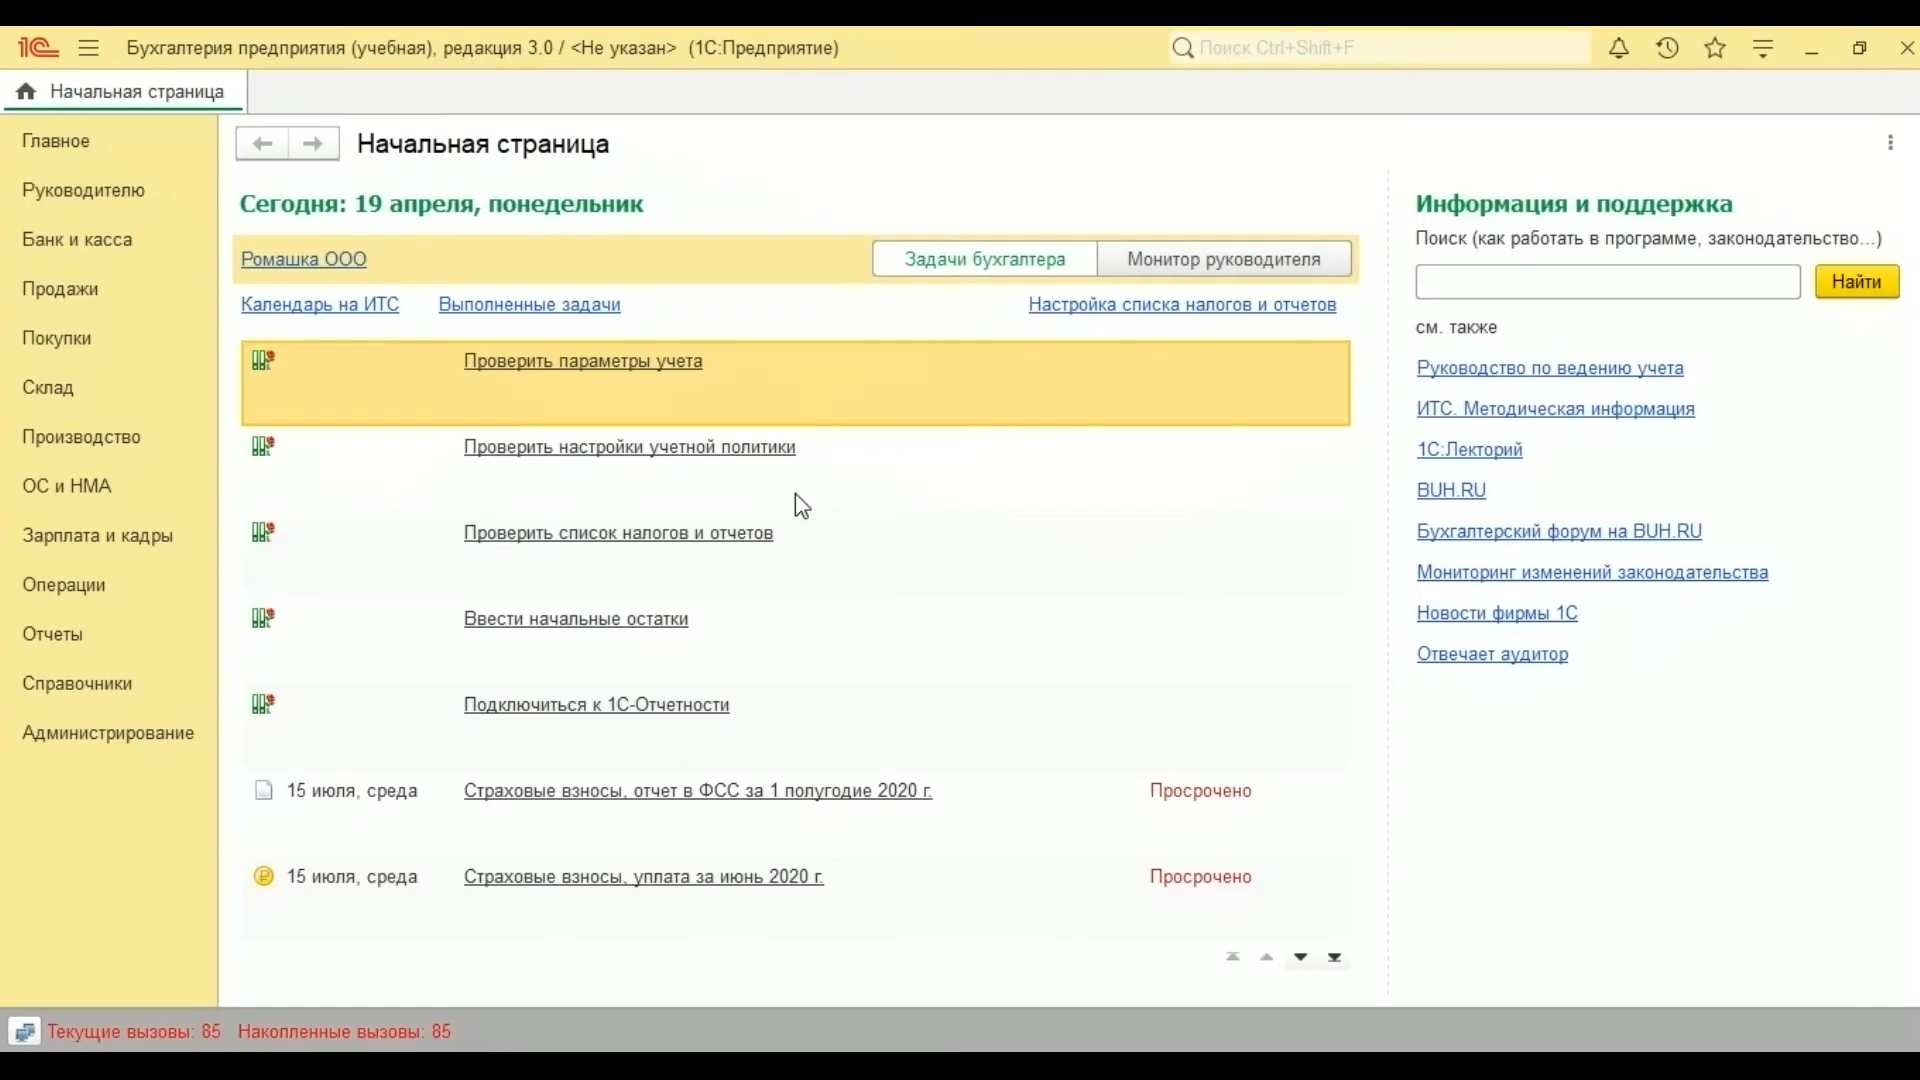 1С
Бухгалтерия предприятия (учебная), редакция 3.0 / <Не указан> (1С:Предприятие)
Поиск Ctrl+Shift+F
Начальная страница
Главное
Руководителю
Банк и касса
Продажи
Покупки
Склад
Производство
ОС и НМА
Зарплата и кадры
Операции
Отчеты
Справочники
Администрирование
Начальная страница
Сегодня: 19 апреля, понедельник
Ромашка ООО
Задачи бухгалтера
Монитор руководителя
Календарь на ИТС
Выполненные задачи
Настройка списка налогов и отчетов
Проверить параметры учета
Проверить настройки учетной политики
Проверить список налогов и отчетов
Ввести начальные остатки
Подключиться к 1С-Отчетности
15 июля, среда Страховые взносы, отчет в ФСС за 1 полугодие 2020 г. Просрочено
15 июля, среда Страховые взносы, уплата за июнь 2020 г. Просрочено
Информация и поддержка
Поиск (как работать в программе, законодательство...)
Найти
см. также
Руководство по ведению учета
ИТС. Методическая информация
1С:Лекторий
BUH.RU
Бухгалтерский форум на BUH.RU
Мониторинг изменений законодательства
Новости фирмы 1С
Отвечает аудитор
Текущие вызовы: 85 Накопленные вызовы: 85